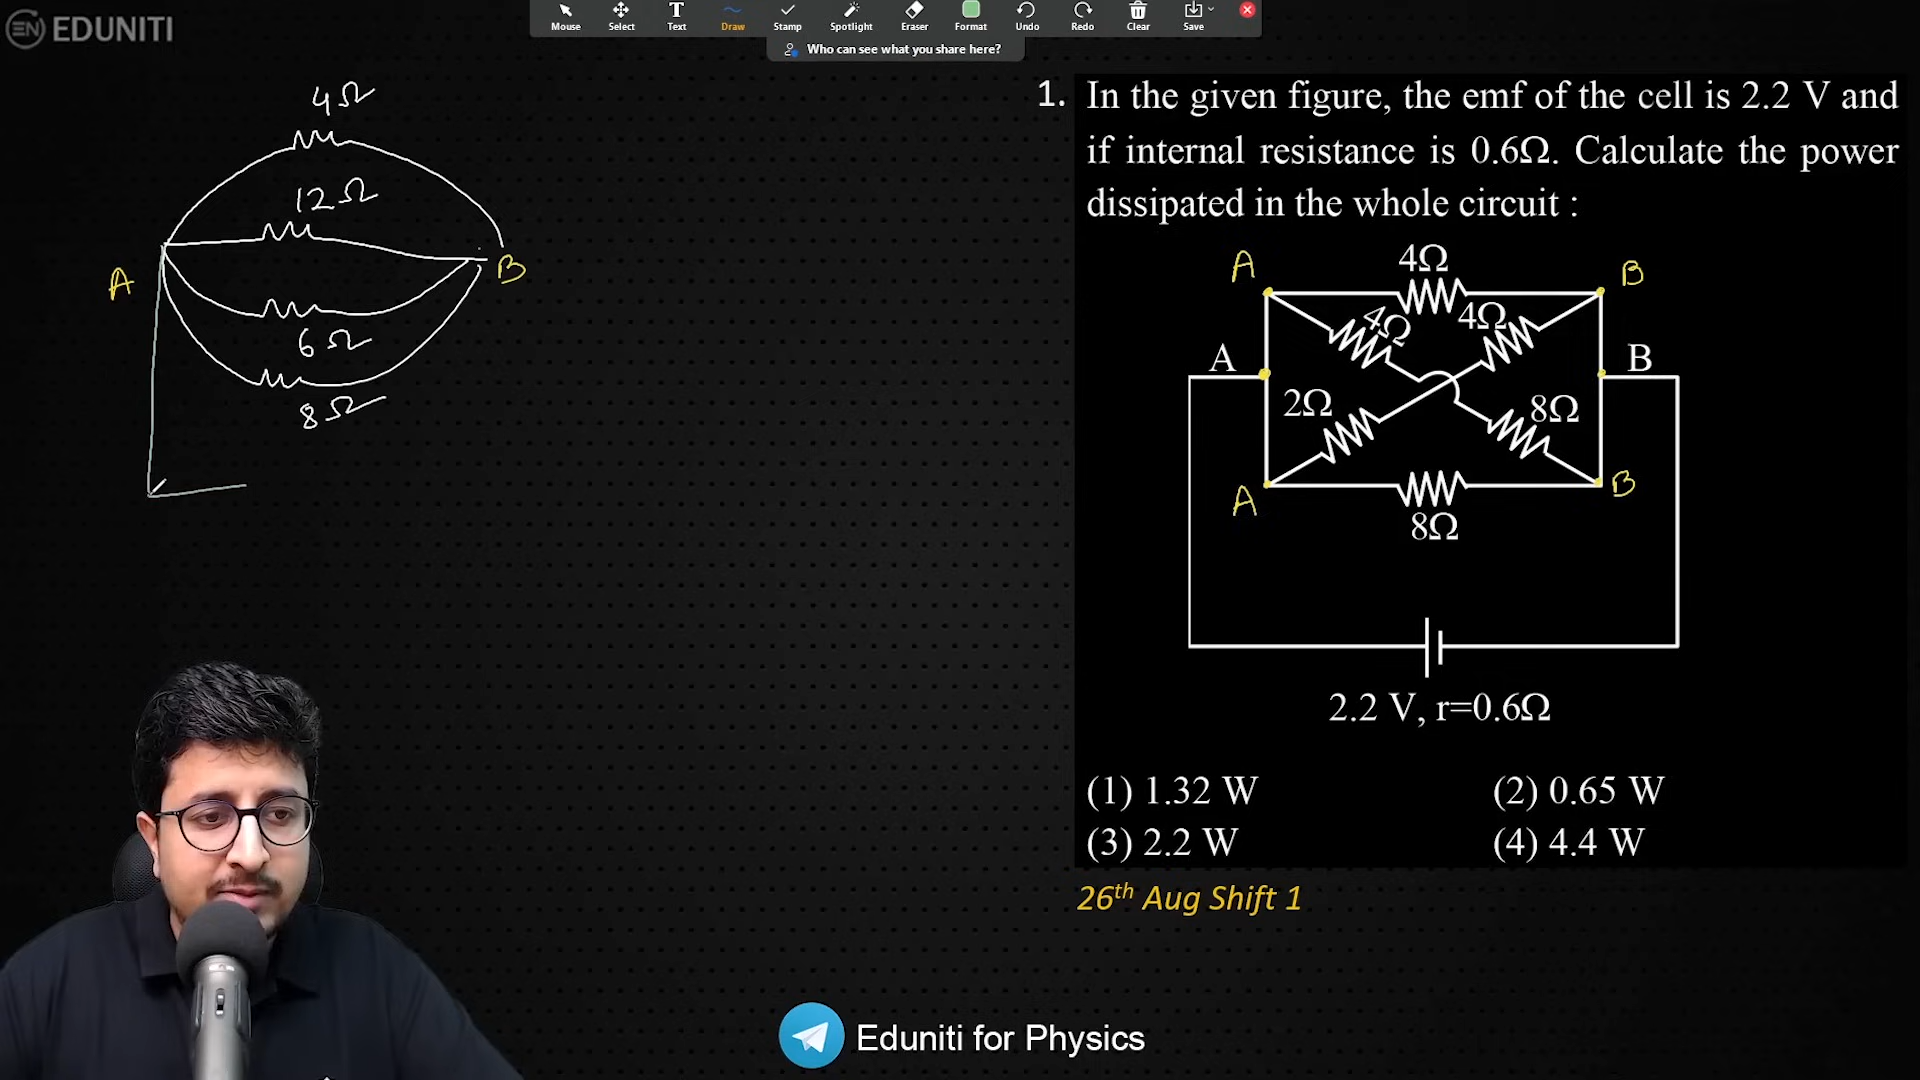 EN EDUNITI
Mouse Select Text Draw Stamp Spotlight Eraser Format Undo Redo Clear Save
Who can see what you share here?
4Ω
12Ω
A
B
6Ω
8Ω
1. In the given figure, the emf of the cell is 2.2 V and
if internal resistance is 0.6Ω. Calculate the power
dissipated in the whole circuit :
A 4Ω B
4Ω 4Ω
A B
2Ω 8Ω
A B
8Ω
2.2 V, r=0.6Ω
(1) 1.32 W (2) 0.65 W
(3) 2.2 W (4) 4.4 W
26th Aug Shift 1
Eduniti for Physics